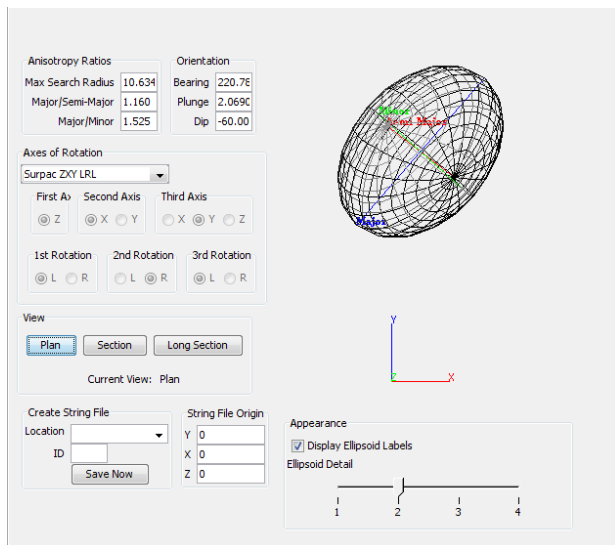 Anisotropy Ratios
Orientation
Max Search Radius 10.634
Bearing 220.78
Major/Semi-Major 1.160
Plunge 2.0690
Major/Minor 1.525
Dip -60.00
Minor
Semi Major
Major
Axes of Rotation
Surpac ZXY LRL
First Ax Second Axis Third Axis
Z X Y X Y Z
1st Rotation 2nd Rotation 3rd Rotation
L R L R L R
View
Plan Section Long Section
Current View: Plan
Y
Z X
Create String File
String File Origin
Location
Y 0
ID
X 0
Save Now
Z 0
Appearance
Display Ellipsoid Labels
Ellipsoid Detail
1 2 3 4